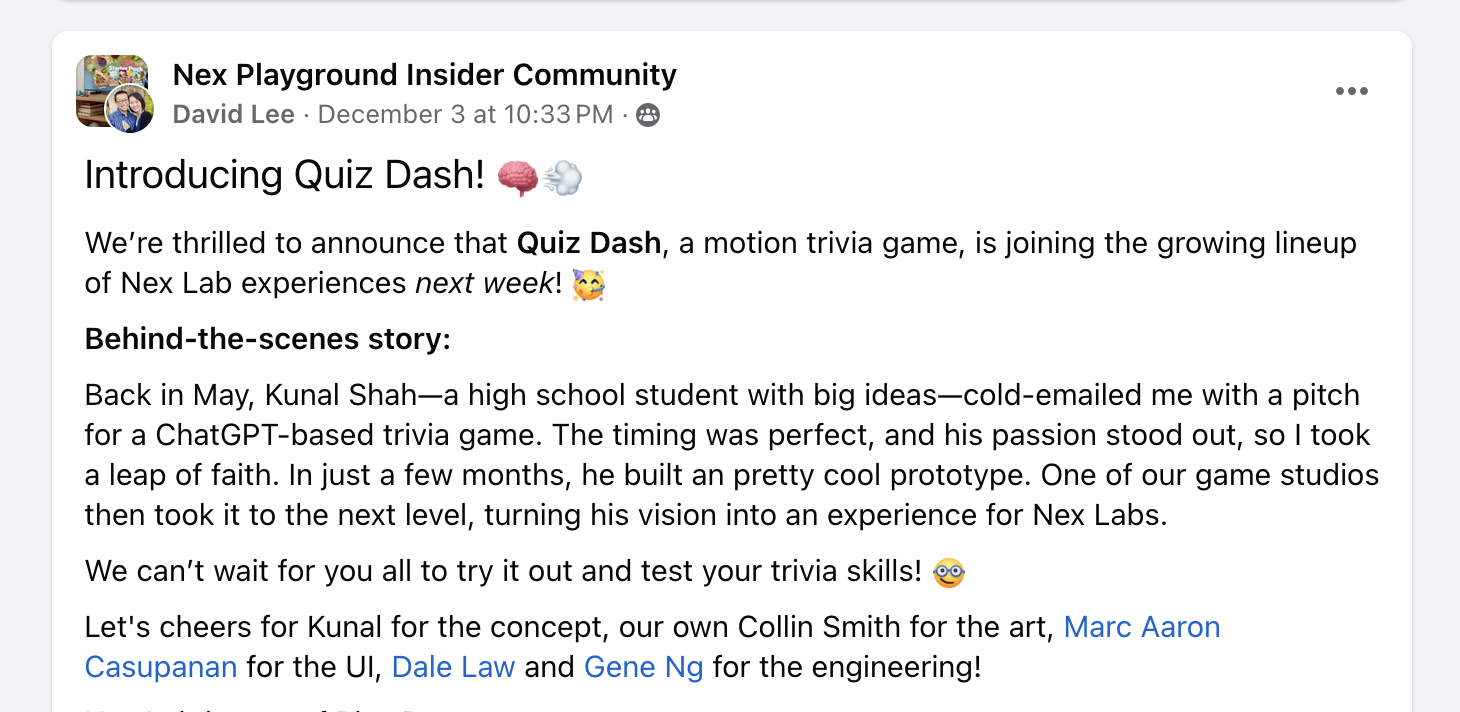 Nex Playground Insider Community
David Lee · December 3 at 10:33 PM ·
Introducing Quiz Dash! 🧠💨
We’re thrilled to announce that Quiz Dash, a motion trivia game, is joining the growing lineup
of Nex Lab experiences next week! 🥳
Behind-the-scenes story:
Back in May, Kunal Shah—a high school student with big ideas—cold-emailed me with a pitch
for a ChatGPT-based trivia game. The timing was perfect, and his passion stood out, so I took
a leap of faith. In just a few months, he built an pretty cool prototype. One of our game studios
then took it to the next level, turning his vision into an experience for Nex Labs.
We can’t wait for you all to try it out and test your trivia skills! 🤓
Let's cheers for Kunal for the concept, our own Collin Smith for the art, Marc Aaron
Casupanan for the UI, Dale Law and Gene Ng for the engineering!